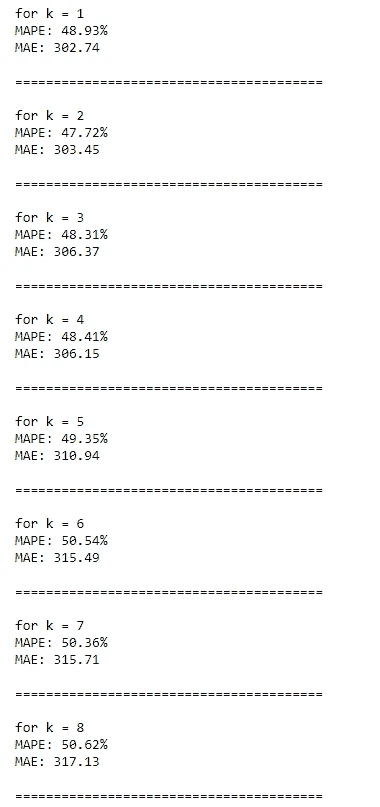 for k = 1
MAPE: 48.93%
MAE: 302.74
========================================
for k = 2
MAPE: 47.72%
MAE: 303.45
========================================
for k = 3
MAPE: 48.31%
MAE: 306.37
========================================
for k = 4
MAPE: 48.41%
MAE: 306.15
========================================
for k = 5
MAPE: 49.35%
MAE: 310.94
========================================
for k = 6
MAPE: 50.54%
MAE: 315.49
========================================
for k = 7
MAPE: 50.36%
MAE: 315.71
========================================
for k = 8
MAPE: 50.62%
MAE: 317.13
========================================